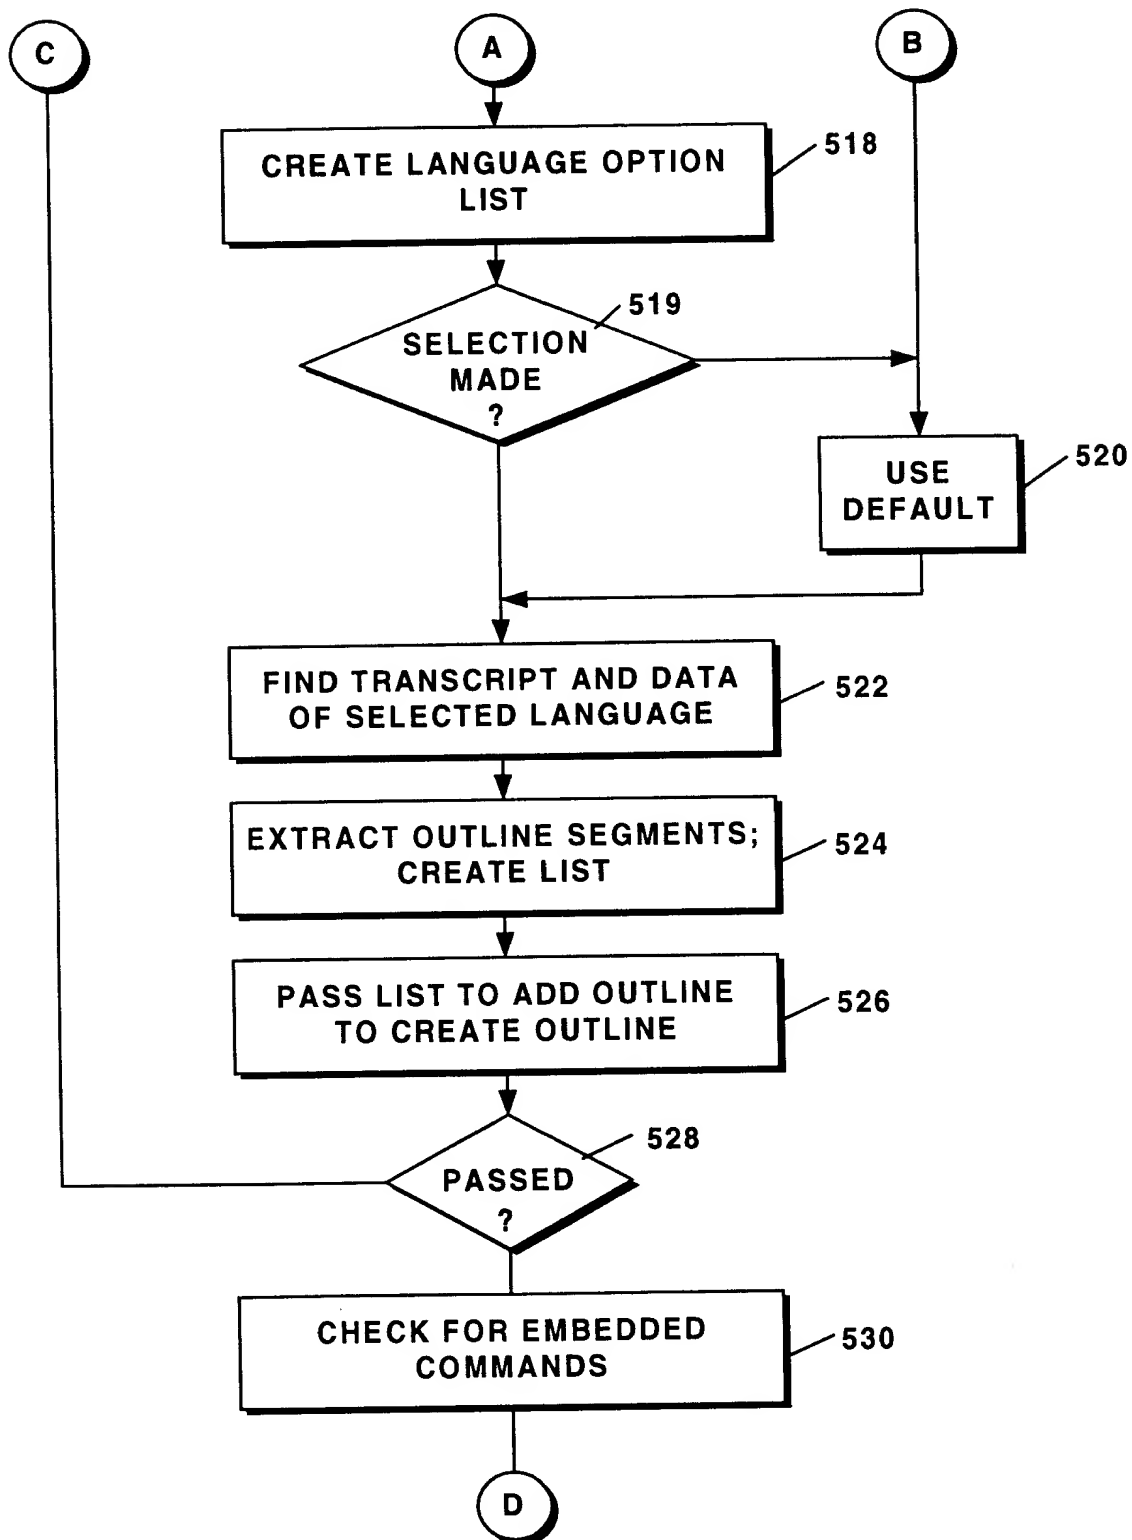 C
A
B
CREATE LANGUAGE OPTION
LIST
518
SELECTION
MADE
?
519
USE
DEFAULT
520
FIND TRANSCRIPT AND DATA
OF SELECTED LANGUAGE
522
EXTRACT OUTLINE SEGMENTS;
CREATE LIST
524
PASS LIST TO ADD OUTLINE
TO CREATE OUTLINE
526
PASSED
?
528
CHECK FOR EMBEDDED
COMMANDS
530
D